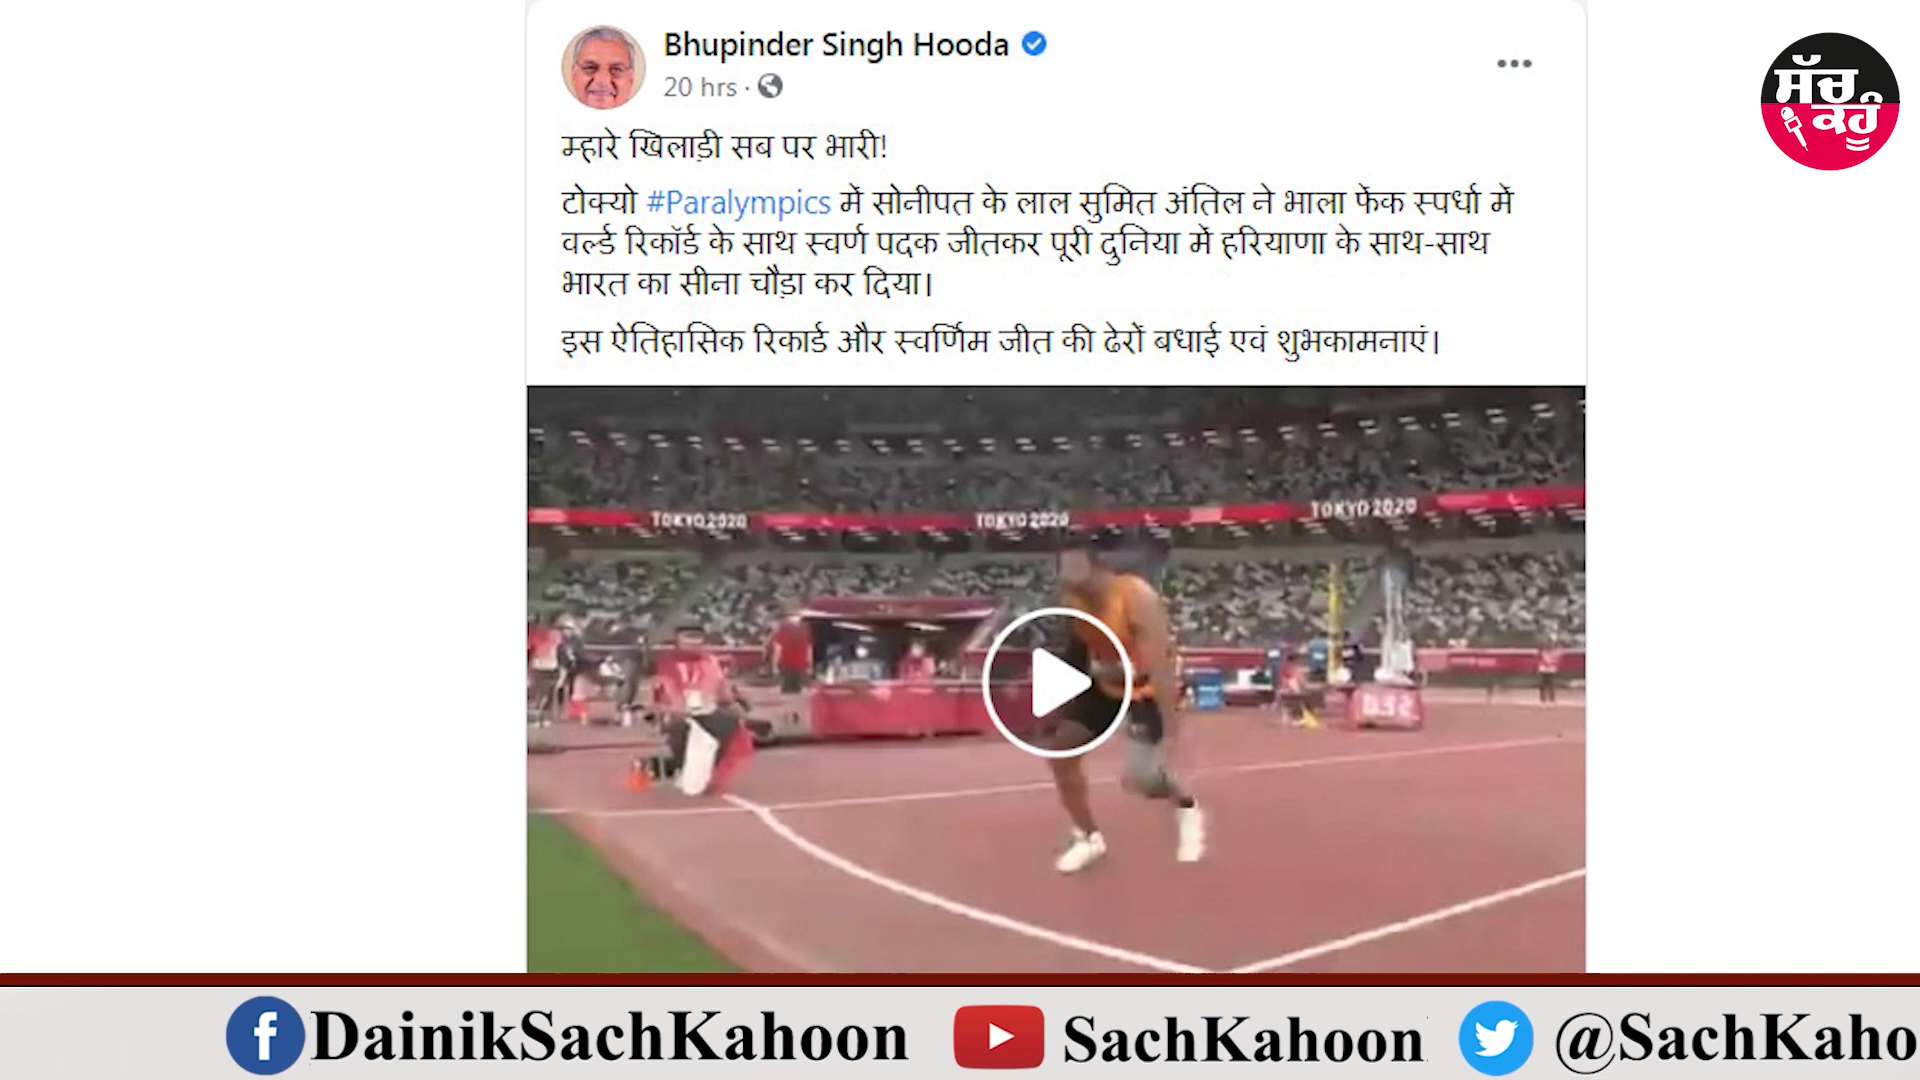 Bhupinder Singh Hooda
20 hrs ·
म्हारे खिलाड़ी सब पर भारी!
टोक्यो #Paralympics में सोनीपत के लाल सुमित अंतिल ने भाला फेंक स्पर्धा में
वर्ल्ड रिकॉर्ड के साथ स्वर्ण पदक जीतकर पूरी दुनिया में हरियाणा के साथ-साथ
भारत का सीना चौड़ा कर दिया।
इस ऐतिहासिक रिकार्ड और स्वर्णिम जीत की ढेरों बधाई एवं शुभकामनाएं।
ਸੱਚ
ਕਹੂੰ
TOKYO 2020 TOKYO 2020 TOKYO 2020
DainikSachKahoon SachKahoon @SachKaho